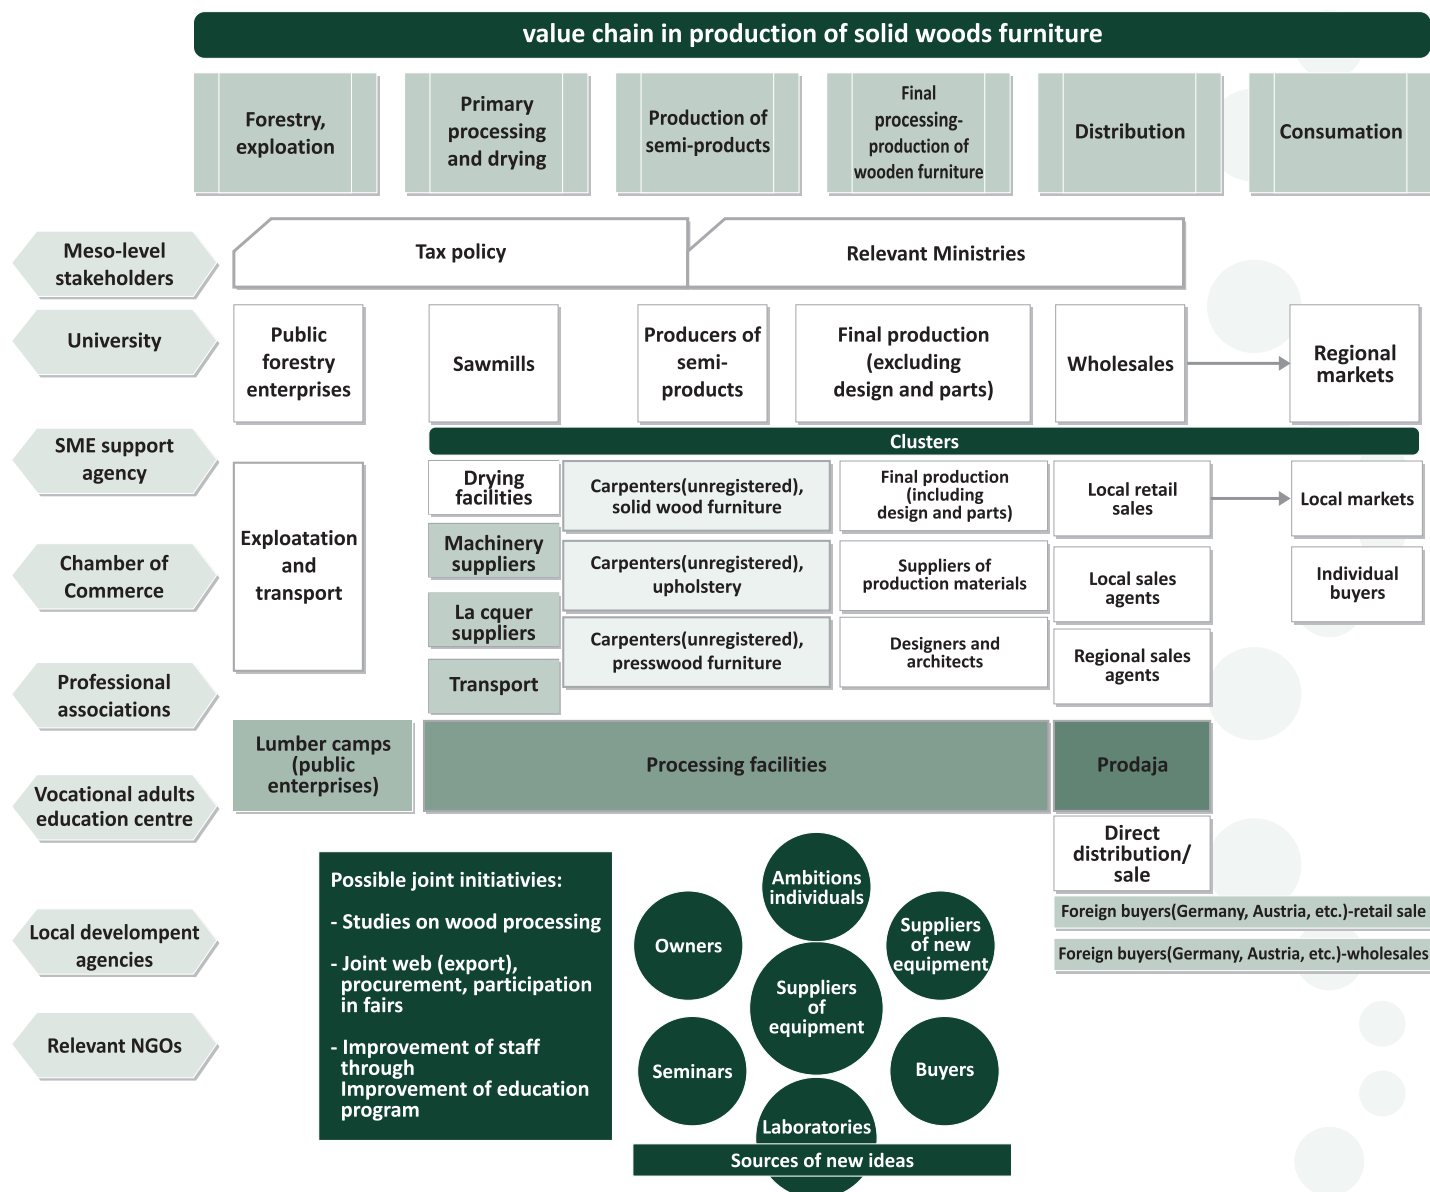 value chain in production of solid woods furniture
Forestry,
exploation
Primary
processing
and drying
Production of
semi-products
Final
processing-
production of
wooden furniture
Distribution
Consumation
Meso-level
stakeholders
Tax policy
Relevant Ministries
University
Public
forestry
enterprises
Sawmills
Producers of
semi-
products
Final production
(excluding
design and parts)
Wholesales
Regional
markets
Clusters
SME support
agency
Exploatation
and
transport
Drying
facilities
Carpenters(unregistered),
solid wood furniture
Final production
(including
design and parts)
Local retail
sales
Local markets
Chamber of
Commerce
Machinery
suppliers
Carpenters(unregistered),
upholstery
Suppliers of
production materials
Local sales
agents
Individual
buyers
La cquer
suppliers
Carpenters(unregistered),
presswood furniture
Designers and
architects
Regional sales
agents
Professional
associations
Transport
Lumber camps
(public
enterprises)
Processing facilities
Prodaja
Vocational adults
education centre
Direct
distribution/
sale
Foreign buyers(Germany, Austria, etc.)-retail sale
Foreign buyers(Germany, Austria, etc.)-wholesales
Local develompent
agencies
Relevant NGOs
Possible joint initiativies:
- Studies on wood processing
- Joint web (export),
procurement, participation
in fairs
- Improvement of staff
through
Improvement of education
program
Ambitions
individuals
Owners
Suppliers
of new
equipment
Suppliers
of
equipment
Seminars
Buyers
Laboratories
Sources of new ideas